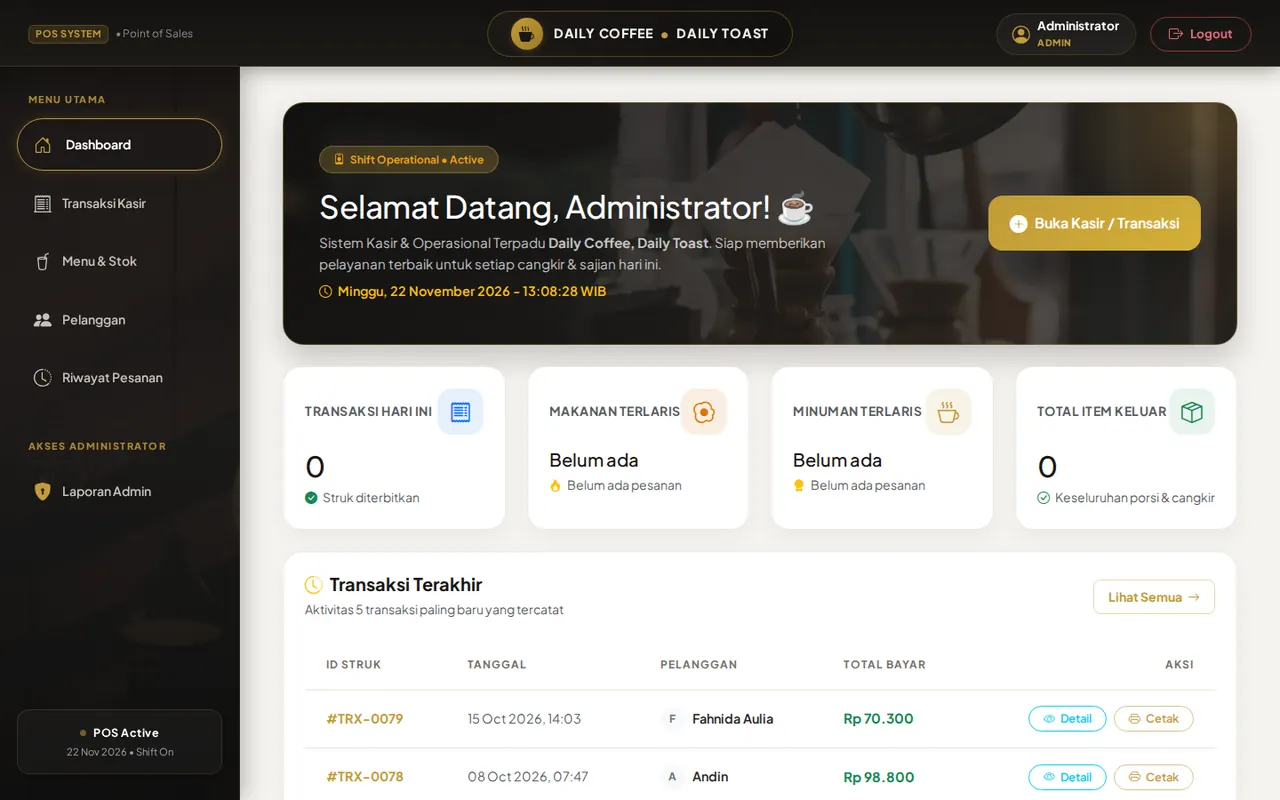 POS SYSTEM • Point of Sales
DAILY COFFEE • DAILY TOAST
Administrator
ADMIN
Logout
MENU UTAMA
Dashboard
Transaksi Kasir
Menu & Stok
Pelanggan
Riwayat Pesanan
AKSES ADMINISTRATOR
Laporan Admin
POS Active
22 Nov 2026 • Shift On
Shift Operational • Active
Selamat Datang, Administrator! ☕
Sistem Kasir & Operasional Terpadu Daily Coffee, Daily Toast. Siap memberikan
pelayanan terbaik untuk setiap cangkir & sajian hari ini.
Minggu, 22 November 2026 - 13:08:28 WIB
Buka Kasir / Transaksi
TRANSAKSI HARI INI
0
Struk diterbitkan
MAKANAN TERLARIS
Belum ada
Belum ada pesanan
MINUMAN TERLARIS
Belum ada
Belum ada pesanan
TOTAL ITEM KELUAR
0
Keseluruhan porsi & cangkir
Transaksi Terakhir
Aktivitas 5 transaksi paling baru yang tercatat
Lihat Semua →
ID STRUK TANGGAL PELANGGAN TOTAL BAYAR AKSI
#TRX-0079 15 Oct 2026, 14:03 F Fahnida Aulia Rp 70.300 Detail Cetak
#TRX-0078 08 Oct 2026, 07:47 A Andin Rp 98.800 Detail Cetak